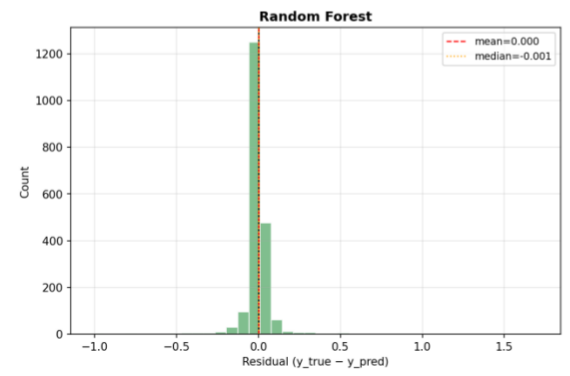 Random Forest
mean=0.000
median=-0.001
1200
1000
800
600
400
200
0
Count
−1.0
−0.5
0.0
0.5
1.0
1.5
Residual (y_true − y_pred)